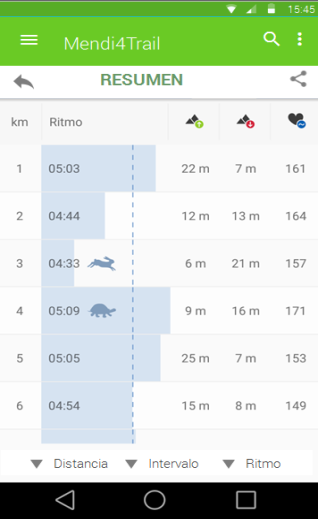 15:45
Mendi4Trail
RESUMEN
km Ritmo
1 05:03 22 m 7 m 161
2 04:44 12 m 13 m 164
3 04:33 6 m 21 m 157
4 05:09 9 m 16 m 171
5 05:05 25 m 7 m 153
6 04:54 15 m 8 m 149
Distancia Intervalo Ritmo